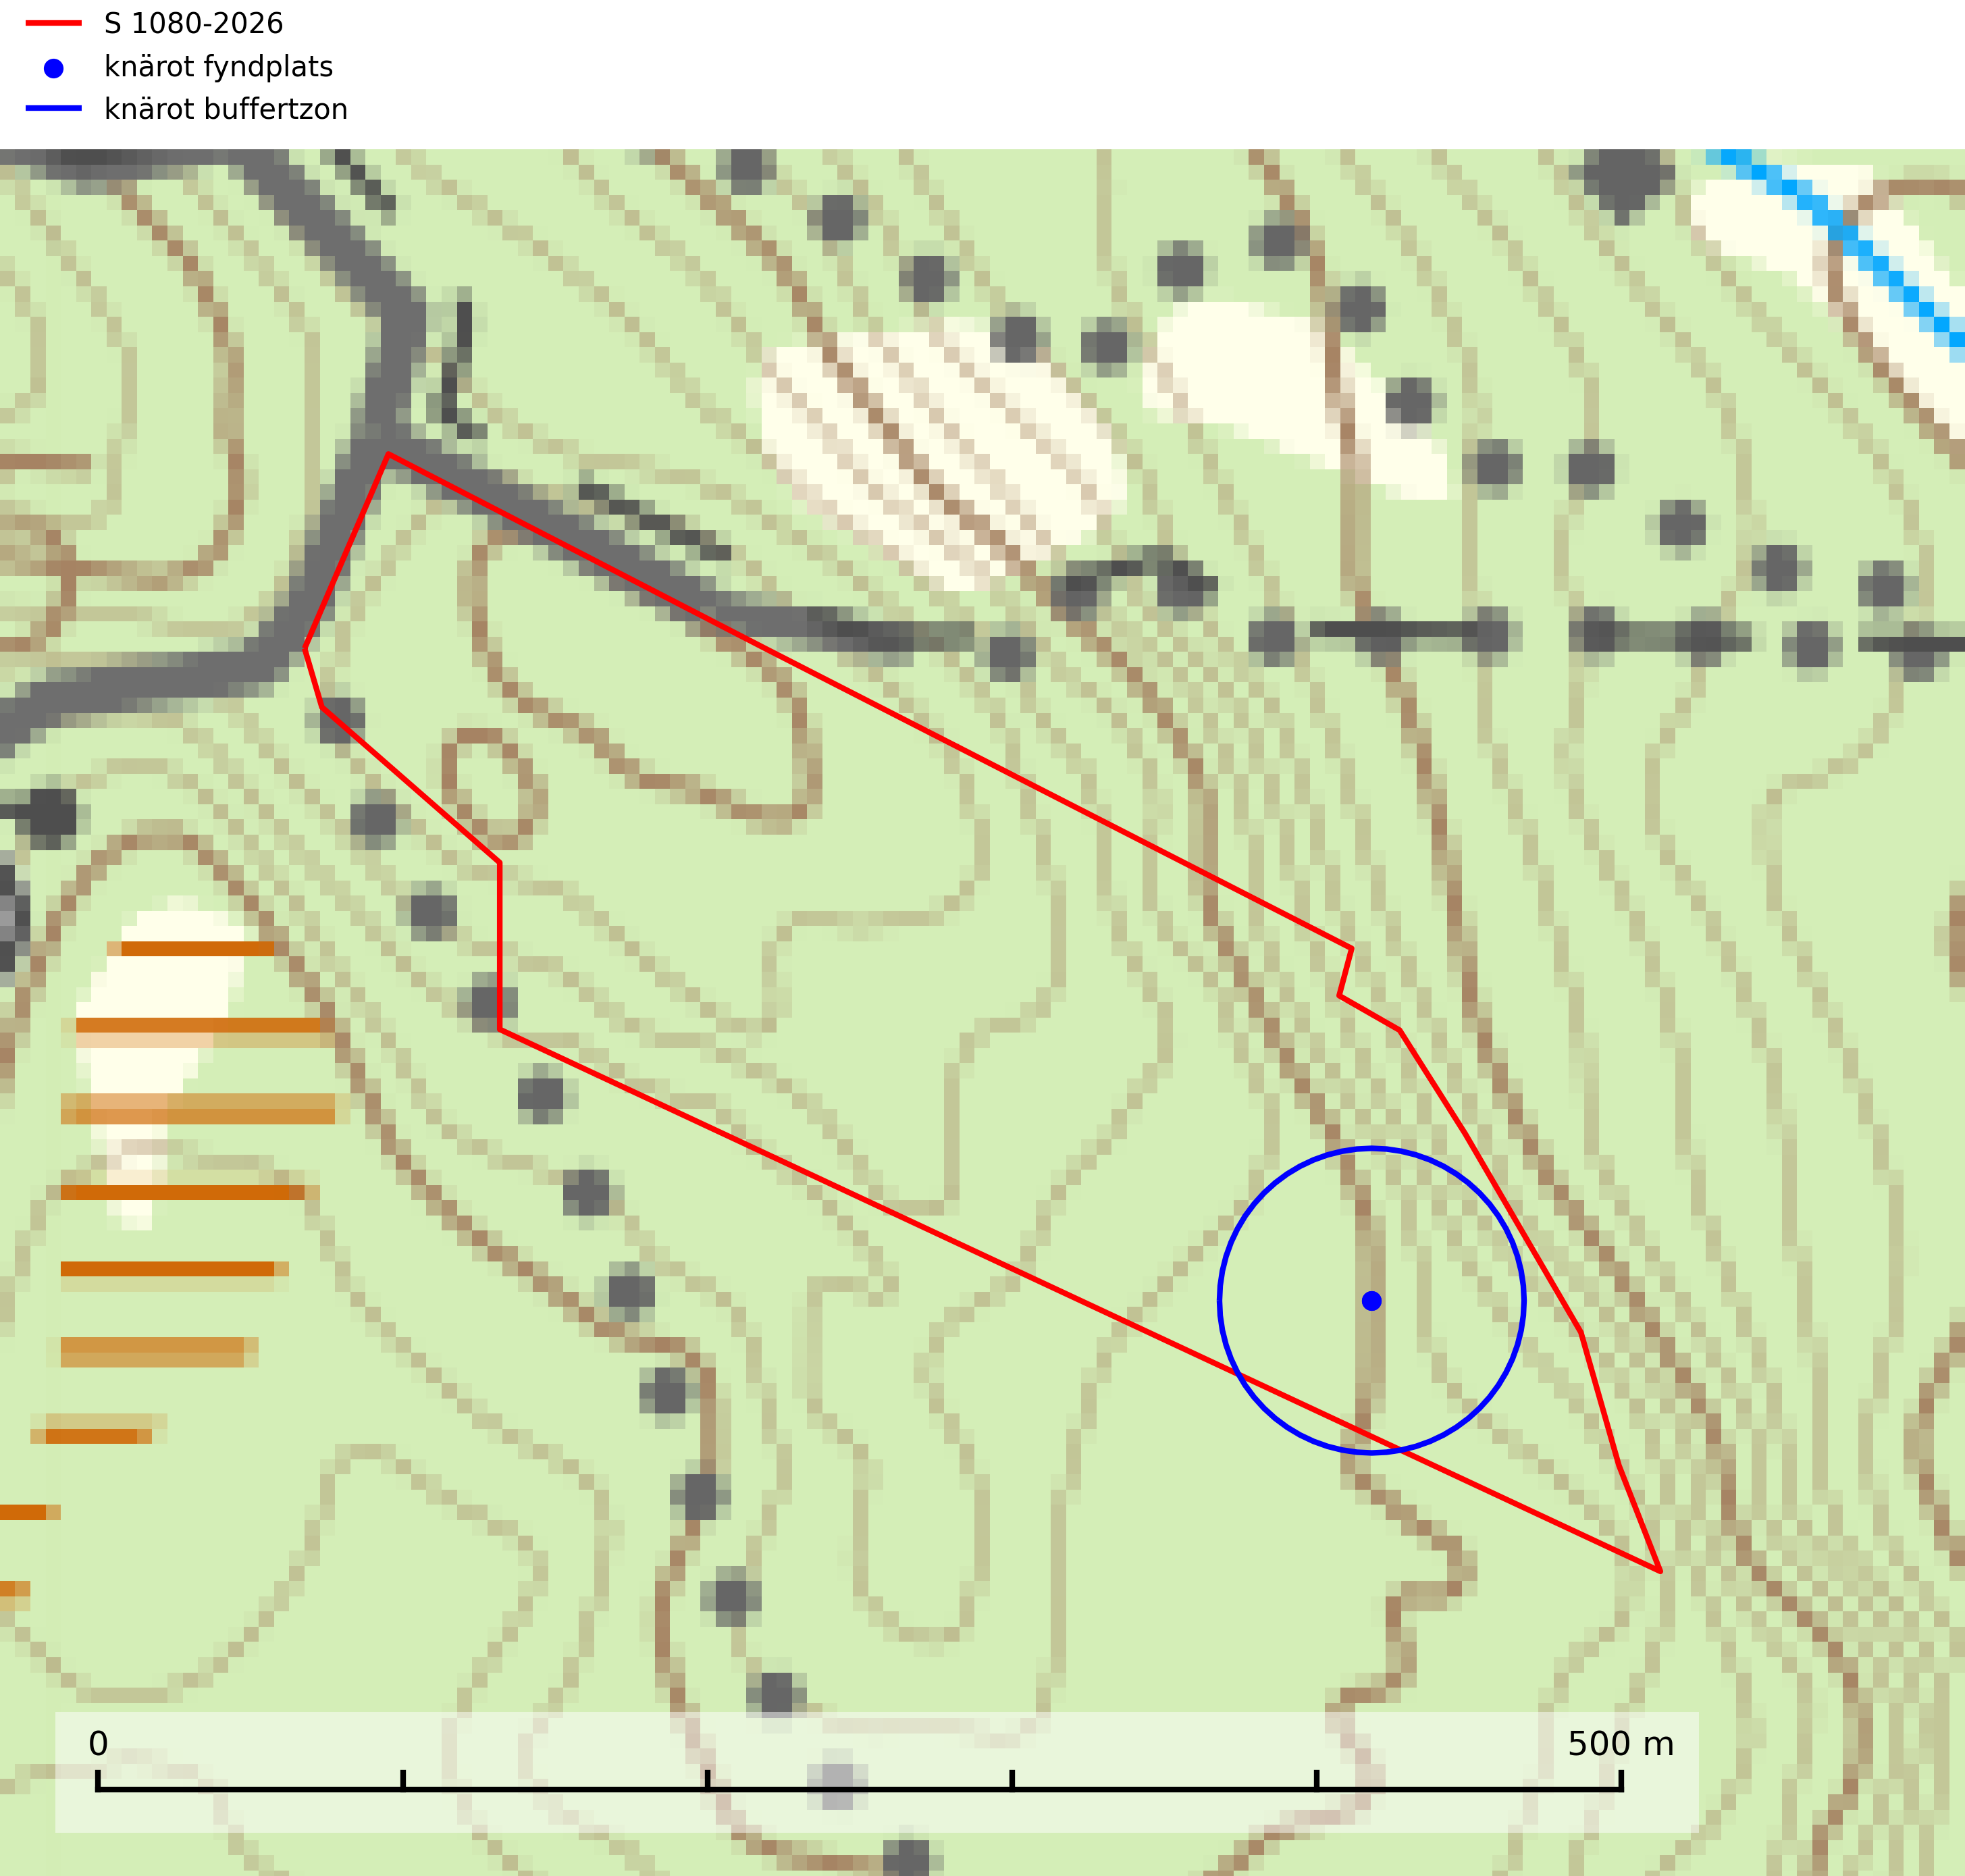 S 1080-2026
knärot fyndplats
knärot buffertzon
0 500 m